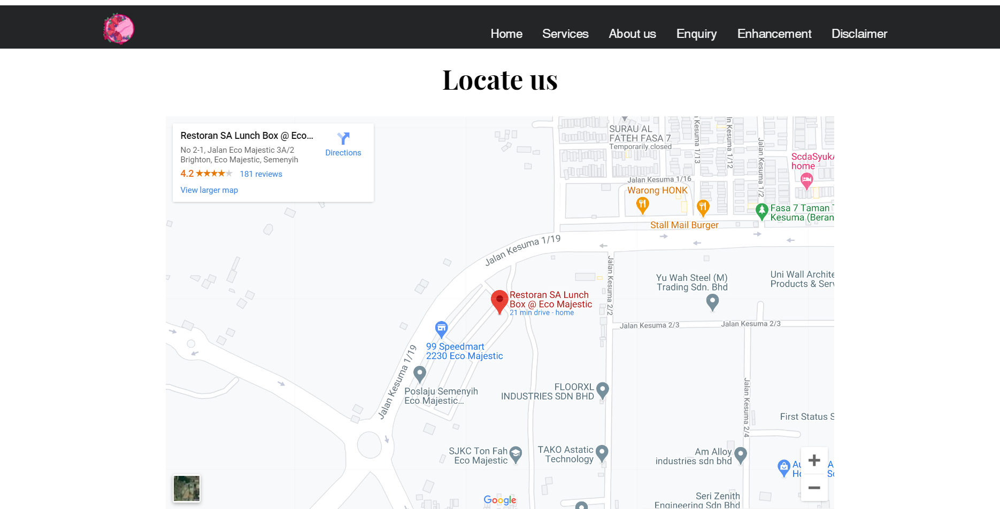 Home Services About us Enquiry Enhancement Disclaimer
Locate us
Restoran SA Lunch Box @ Eco...
Directions
No 2-1, Jalan Eco Majestic 3A/2
Brighton, Eco Majestic, Semenyih
4.2 181 reviews
View larger map
SURAU AL
FATEH FASA 7
Temporarily closed
Kesuma 1/13
Kesuma 1/12
Jalan Kesuma 1/2
ScdaSyuk
home
Jalan Kesuma 1/16
Warong HONK
Stall Mail Burger
Fasa 7 Taman
Kesuma (Beran
Jalan Kesuma 1/19
Jalan Kesuma 2/2
Yu Wah Steel (M)
Trading Sdn. Bhd
Uni Wall Archite
Products & Serv
Restoran SA Lunch
Box @ Eco Majestic
21 min drive - home
Jalan Kesuma 2/3
Jalan Kesuma 2/3
99 Speedmart
2230 Eco Majestic
Jalan Kesuma 1/19
Poslaju Semenyih
Eco Majestic...
FLOORXL
INDUSTRIES SDN BHD
Jalan Kesuma 2/4
First Status S
SJKC Ton Fah
Eco Majestic
TAKO Astatic
Technology
Am Alloy
industries sdn bhd
Seri Zenith
Engineering Sdn Bhd
Google